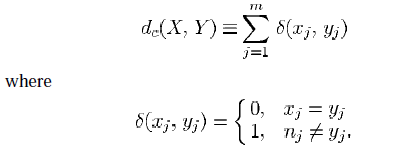 d_c(X, Y) ≡ ∑_{j=1}^{m} δ(x_j, y_j)
where
δ(x_j, y_j) = { 0, x_j = y_j
1, n_j ≠ y_j.